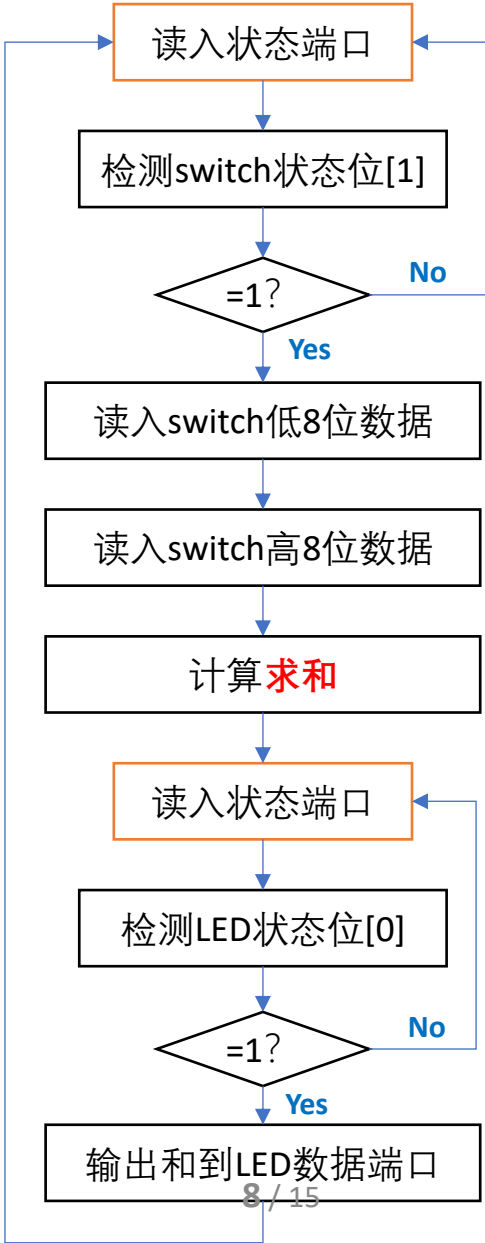 读入状态端口
检测switch状态位[1]
=1?
No
Yes
读入switch低8位数据
读入switch高8位数据
计算求和
读入状态端口
检测LED状态位[0]
=1?
No
Yes
输出和到LED数据端口
8 / 15